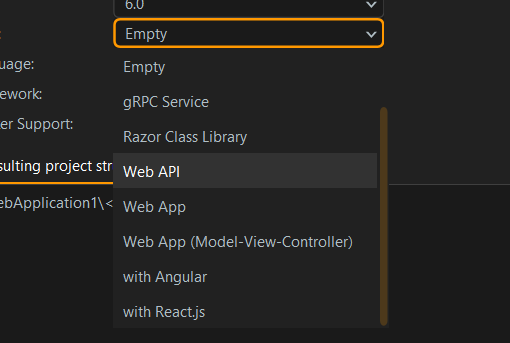 6.0
Empty
Empty
uage:
gRPC Service
ework:
Razor Class Library
er Support:
sulting project str
Web API
ebApplication1\<
Web App
Web App (Model-View-Controller)
with Angular
with React.js